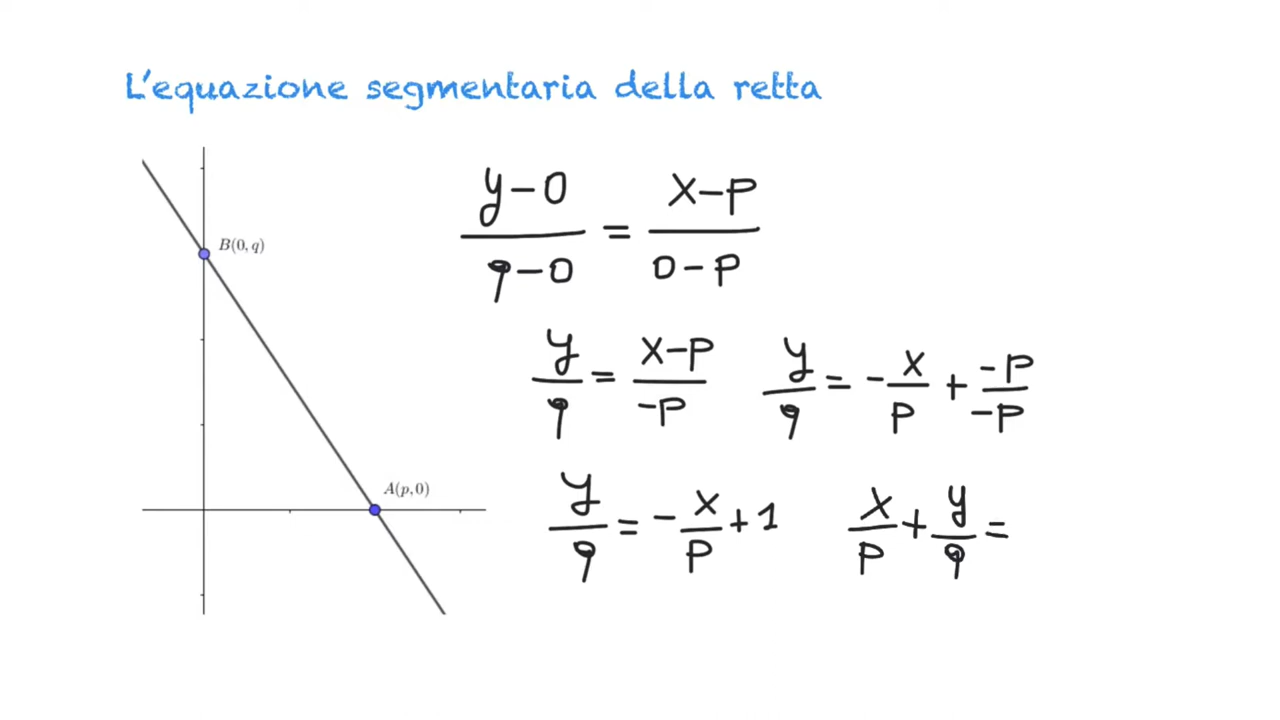 L'equazione segmentaria della retta
B(0, q)
A(p, 0)
y-0/q-0 = x-p/0-p
y/q = x-p/-p
y/q = -x/p + -p/-p
y/q = -x/p + 1
x/p + y/q =